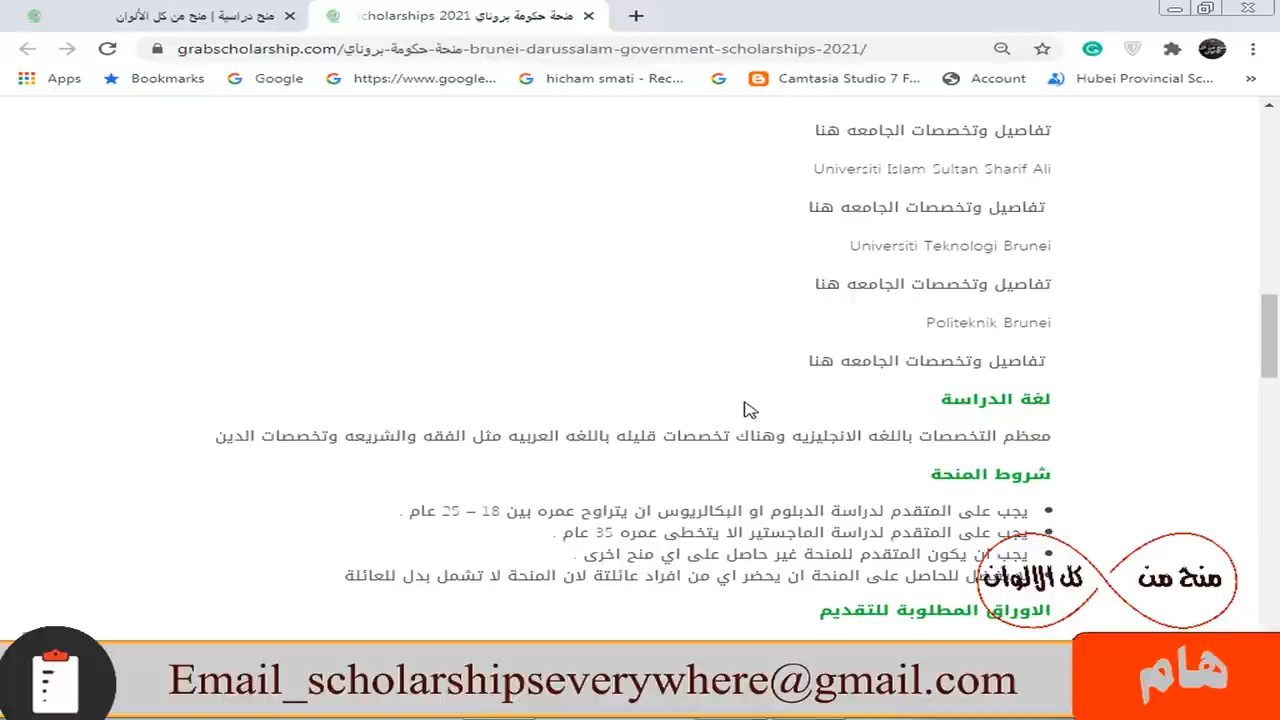 منح دراسية | منح من كل الألوان
منحة حكومة بروناي scholarships 2021
grabscholarship.com/منحة-حكومة-بروناي-brunei-darussalam-government-scholarships-2021/
Apps Bookmarks Google https://www.google... hicham smati - Rec... Camtasia Studio 7 F... Account Hubei Provincial Sc... »
تفاصيل وتخصصات الجامعه هنا
Universiti Islam Sultan Sharif Ali
تفاصيل وتخصصات الجامعه هنا
Universiti Teknologi Brunei
تفاصيل وتخصصات الجامعه هنا
Politeknik Brunei
تفاصيل وتخصصات الجامعه هنا
لغة الدراسة
معظم التخصصات باللغه الانجليزيه وهناك تخصصات قليله باللغه العربيه مثل الفقه والشريعه وتخصصات الدين
شروط المنحة
يجب على المتقدم لدراسة الدبلوم او البكالريوس ان يتراوح عمره بين 18 – 25 عام .
يجب على المتقدم لدراسة الماجستير الا يتخطى عمره 35 عام .
يجب ان يكون المتقدم للمنحة غير حاصل على اي منح اخرى .
للحاصل على المنحة ان يحضر اي من افراد عائلتة لان المنحة لا تشمل بدل للعائلة
الاوراق المطلوبة للتقديم
منح من كل الالوان
Email_scholarshipseverywhere@gmail.com
هام